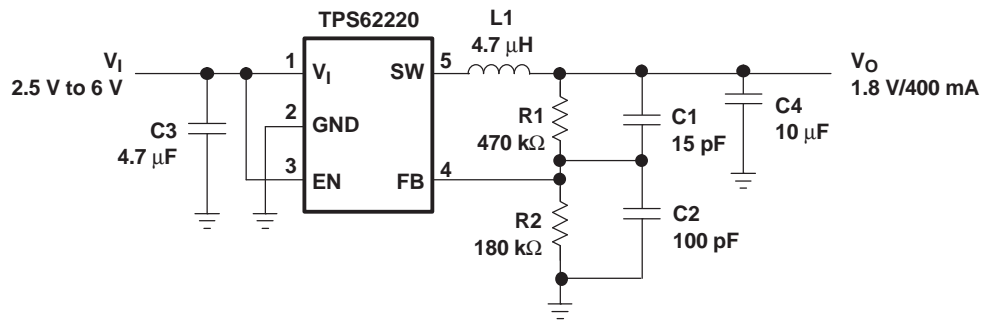 TPS62220
L1
4.7 μH
V_I
2.5 V to 6 V
1
V_I
SW
5
V_O
1.8 V/400 mA
C3
4.7 μF
2
GND
R1
470 kΩ
C1
15 pF
C4
10 μF
3
EN
FB
4
R2
180 kΩ
C2
100 pF